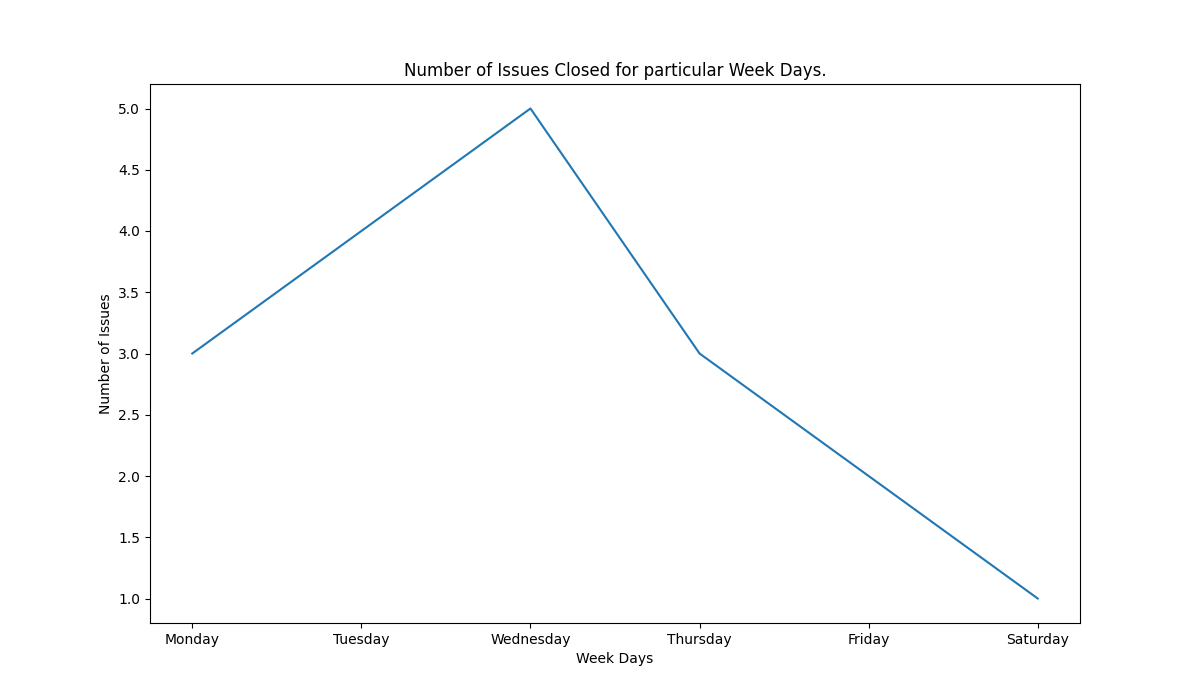 Number of Issues Closed for particular Week Days.
5.0
4.5
4.0
3.5
3.0
2.5
2.0
1.5
1.0
Number of Issues
Monday Tuesday Wednesday Thursday Friday Saturday
Week Days